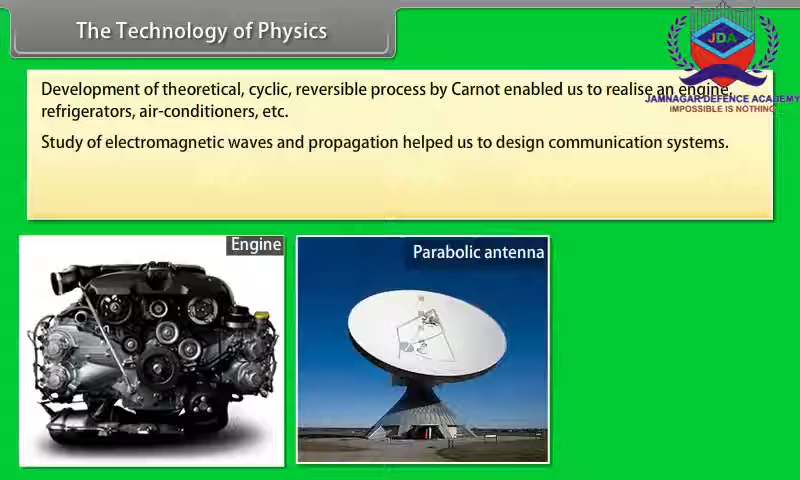 The Technology of Physics
JDA
JAMNAGAR DEFENCE ACADEMY
IMPOSSIBLE IS NOTHING
Development of theoretical, cyclic, reversible process by Carnot enabled us to realise an engine,
refrigerators, air-conditioners, etc.
Study of electromagnetic waves and propagation helped us to design communication systems.
Engine
Parabolic antenna